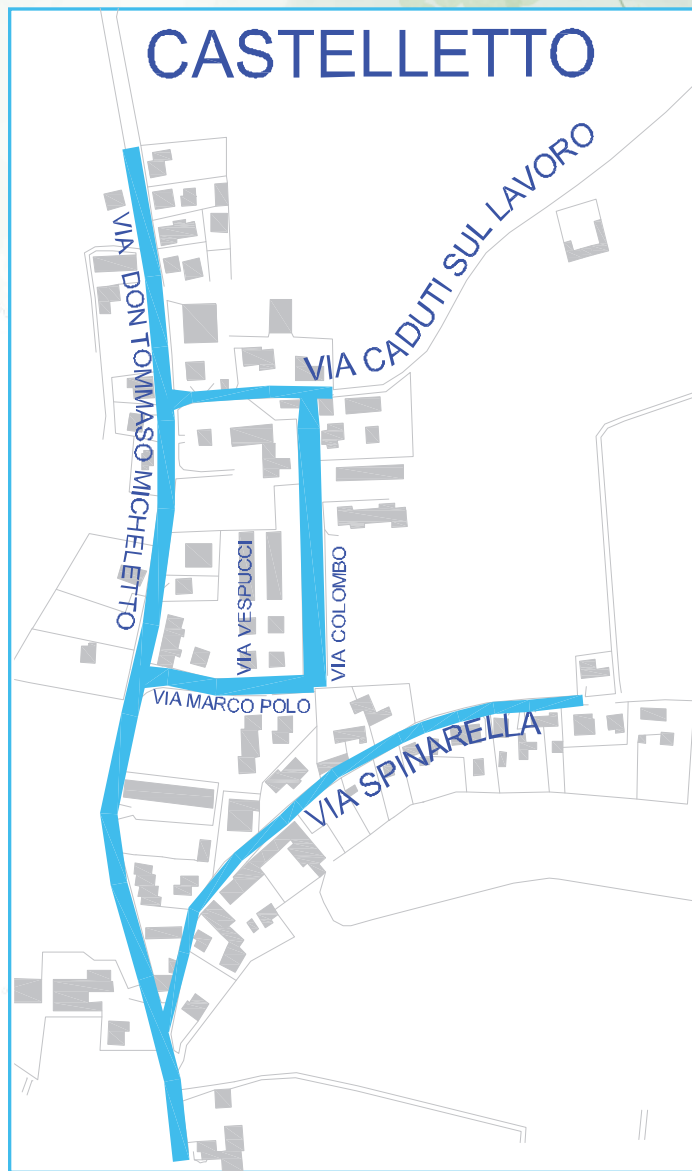 CASTELLETTO
VIA CADUTI SUL LAVORO
VIA DON TOMMASO MICHELETTO
VIA VESPUCCI
VIA COLOMBO
VIA MARCO POLO
VIA SPINARELLA